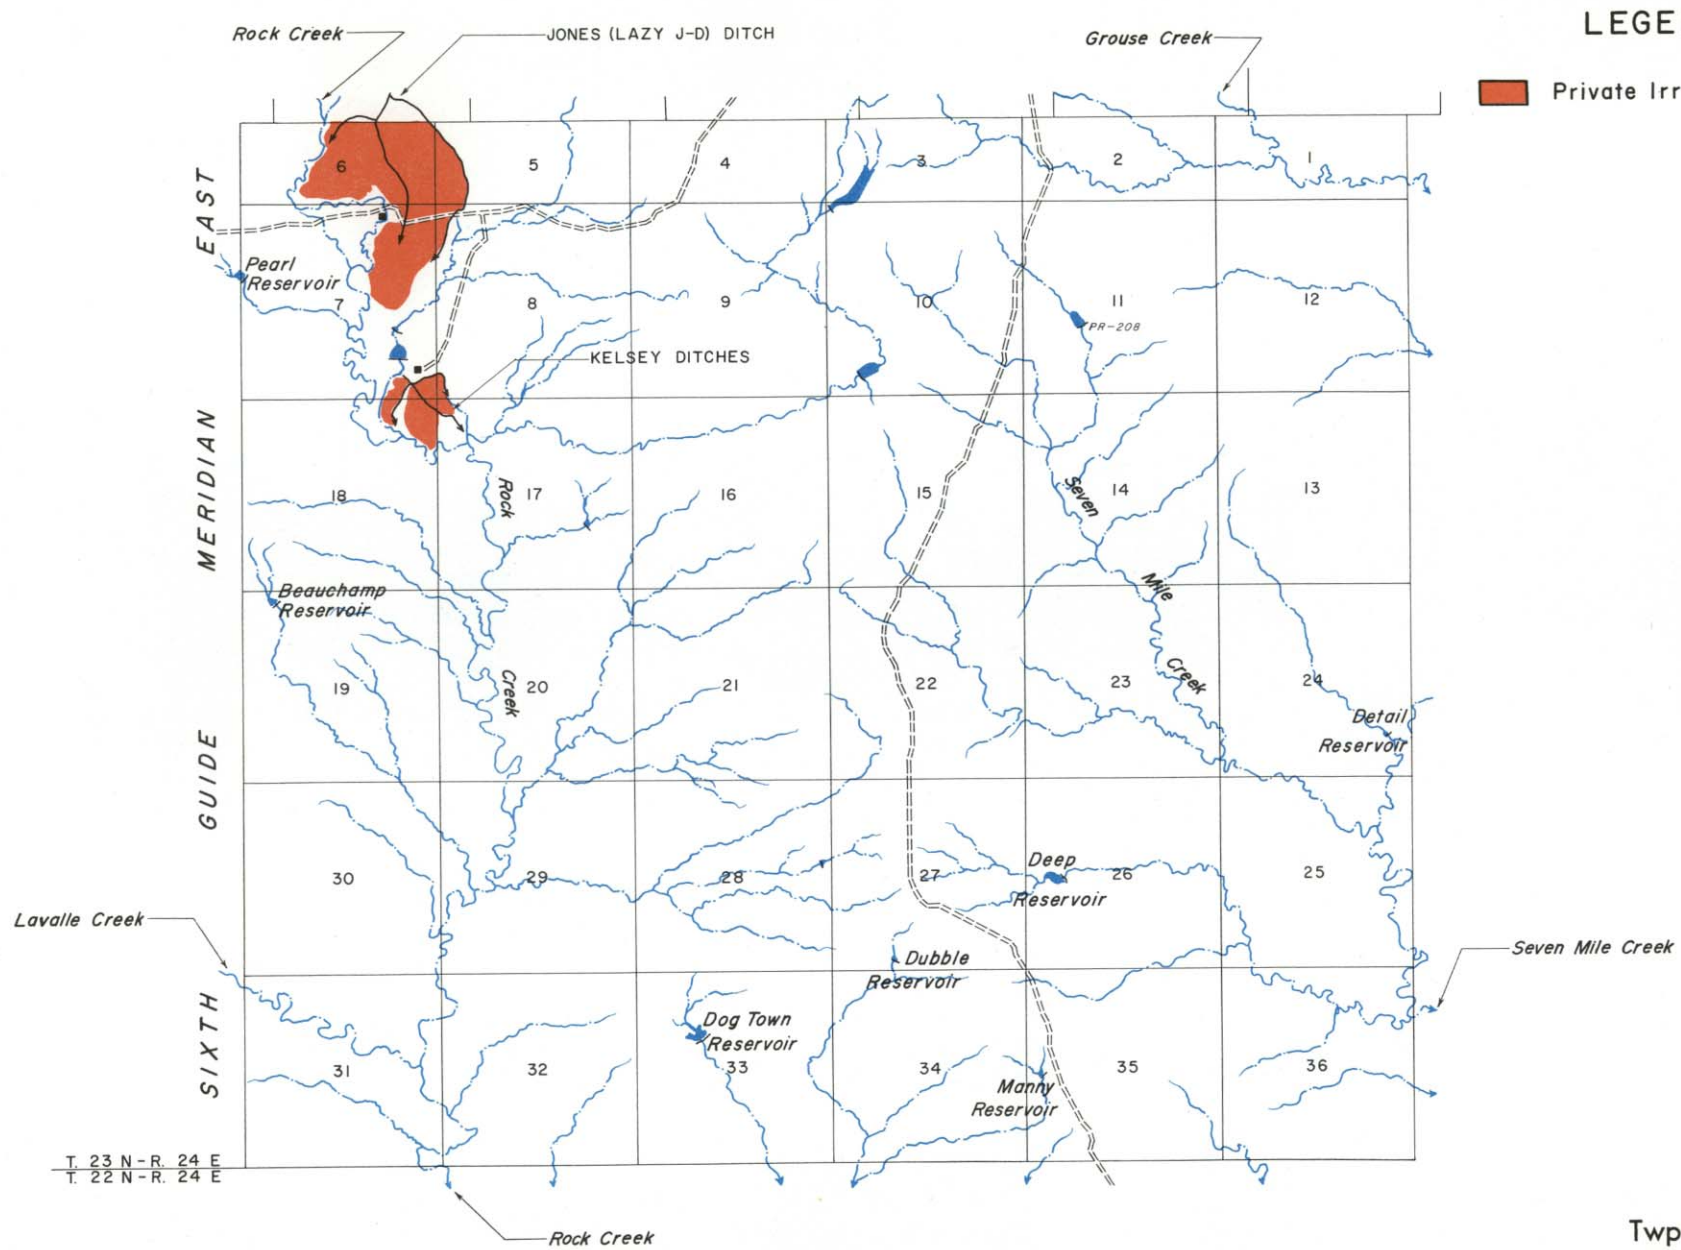 LEGE
Private Irr
Rock Creek
JONES (LAZY J-D) DITCH
Grouse Creek
6
5
4
3
2
1
EAST
Pearl
Reservoir
7
8
9
10
11
12
PR-208
KELSEY DITCHES
MERIDIAN
18
Rock
17
16
15
Seven
14
13
Beauchamp
Reservoir
Mile
19
Creek
20
21
22
23
Creek
24
Detail
Reservoir
GUIDE
30
29
28
27
Deep
Reservoir
26
25
Lavalle Creek
Seven Mile Creek
Dubble
Reservoir
SIXTH
Dog Town
Reservoir
31
32
33
34
Manny
Reservoir
35
36
T. 23 N-R. 24 E
T. 22 N-R. 24 E
Rock Creek
Twp